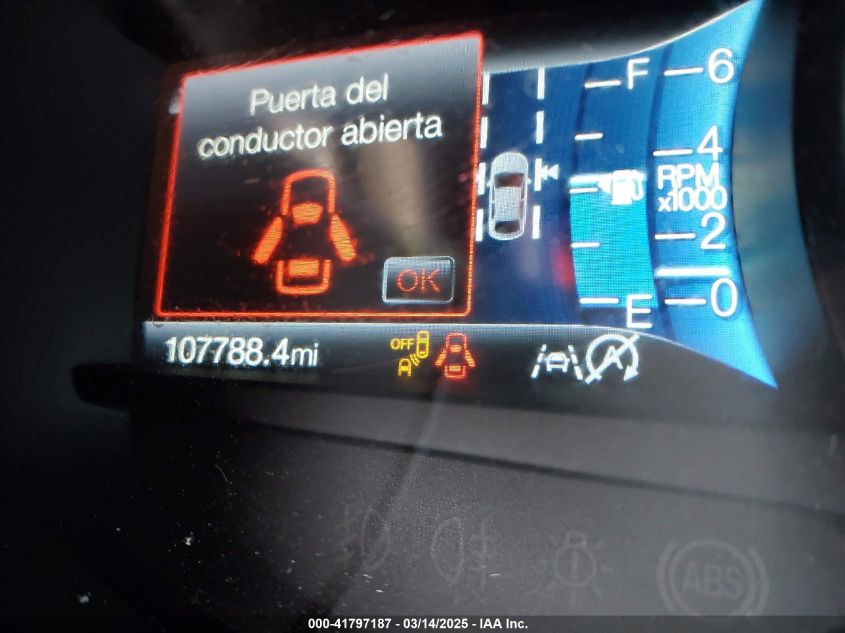 Puerta del
conductor abierta
OK
F
E
6
4
RPM
x1000
2
0
107788.4mi
OFF
A
A
ABS
000-41797187 - 03/14/2025 - IAA Inc.